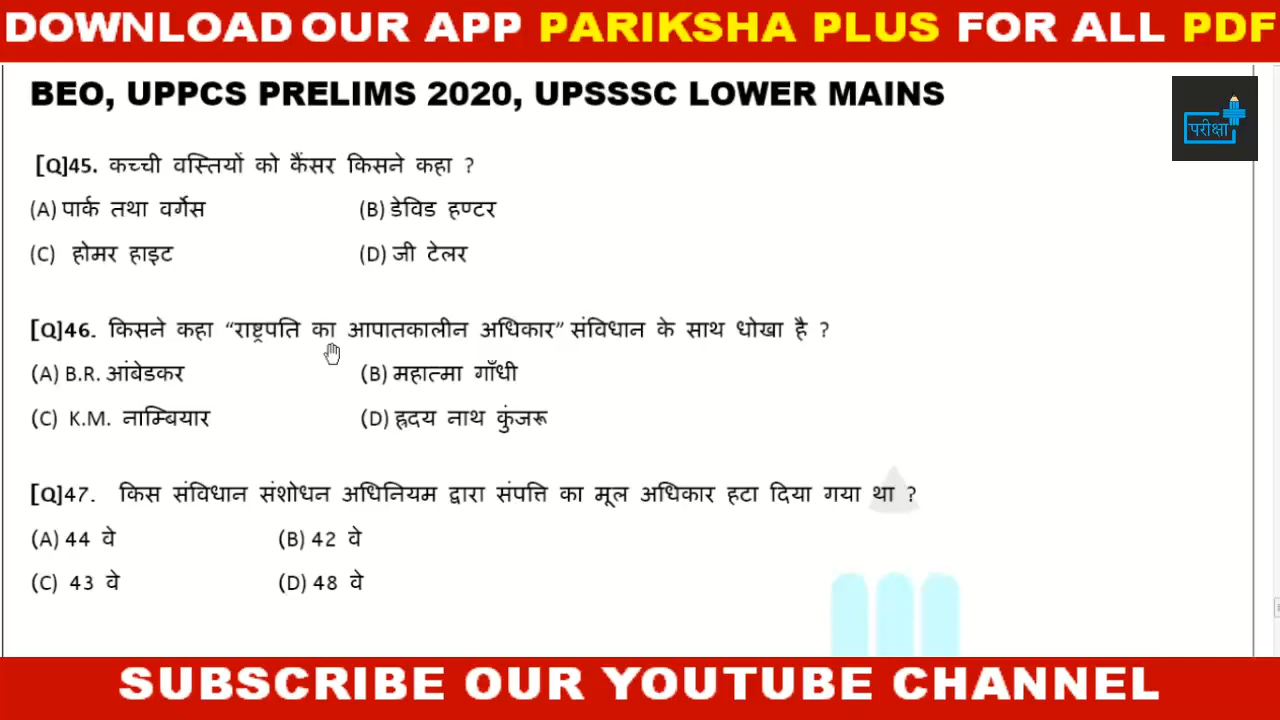 DOWNLOAD OUR APP PARIKSHA PLUS FOR ALL PDF
BEO, UPPCS PRELIMS 2020, UPSSSC LOWER MAINS
परीक्षा
[Q]45. कच्ची वस्तियों को कैंसर किसने कहा ?
(A) पार्क तथा वर्गेस (B) डेविड हण्टर
(C) होमर हाइट (D) जी टेलर
[Q]46. किसने कहा “राष्ट्रपति का आपातकालीन अधिकार” संविधान के साथ धोखा है ?
(A) B.R. आंबेडकर (B) महात्मा गाँधी
(C) K.M. नाम्बियार (D) ह्रदय नाथ कुंजरू
[Q]47. किस संविधान संशोधन अधिनियम द्वारा संपत्ति का मूल अधिकार हटा दिया गया था ?
(A) 44 वे (B) 42 वे
(C) 43 वे (D) 48 वे
SUBSCRIBE OUR YOUTUBE CHANNEL